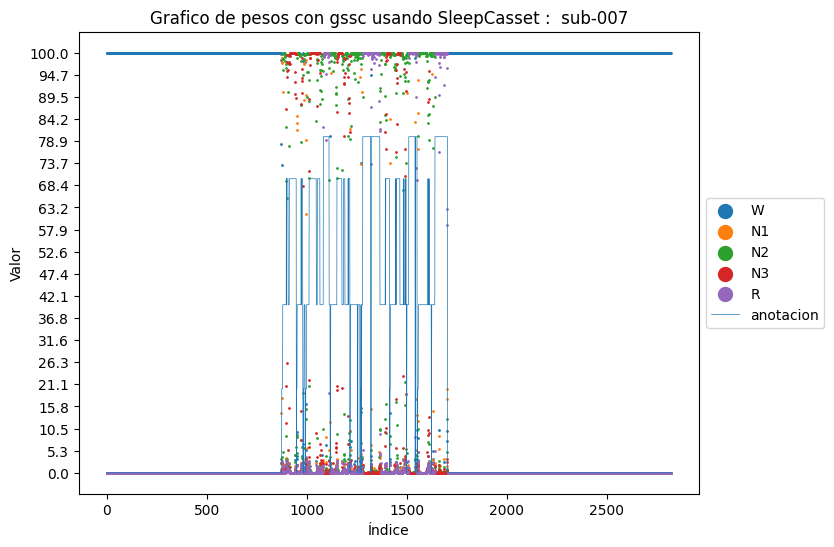 Grafico de pesos con gssc usando SleepCasset :  sub-007
100.0
94.7
89.5
84.2
78.9
73.7
68.4
63.2
57.9
52.6
47.4
42.1
36.8
31.6
26.3
21.1
15.8
10.5
5.3
0.0
Valor
0 500 1000 1500 2000 2500
Índice
W
N1
N2
N3
R
anotacion